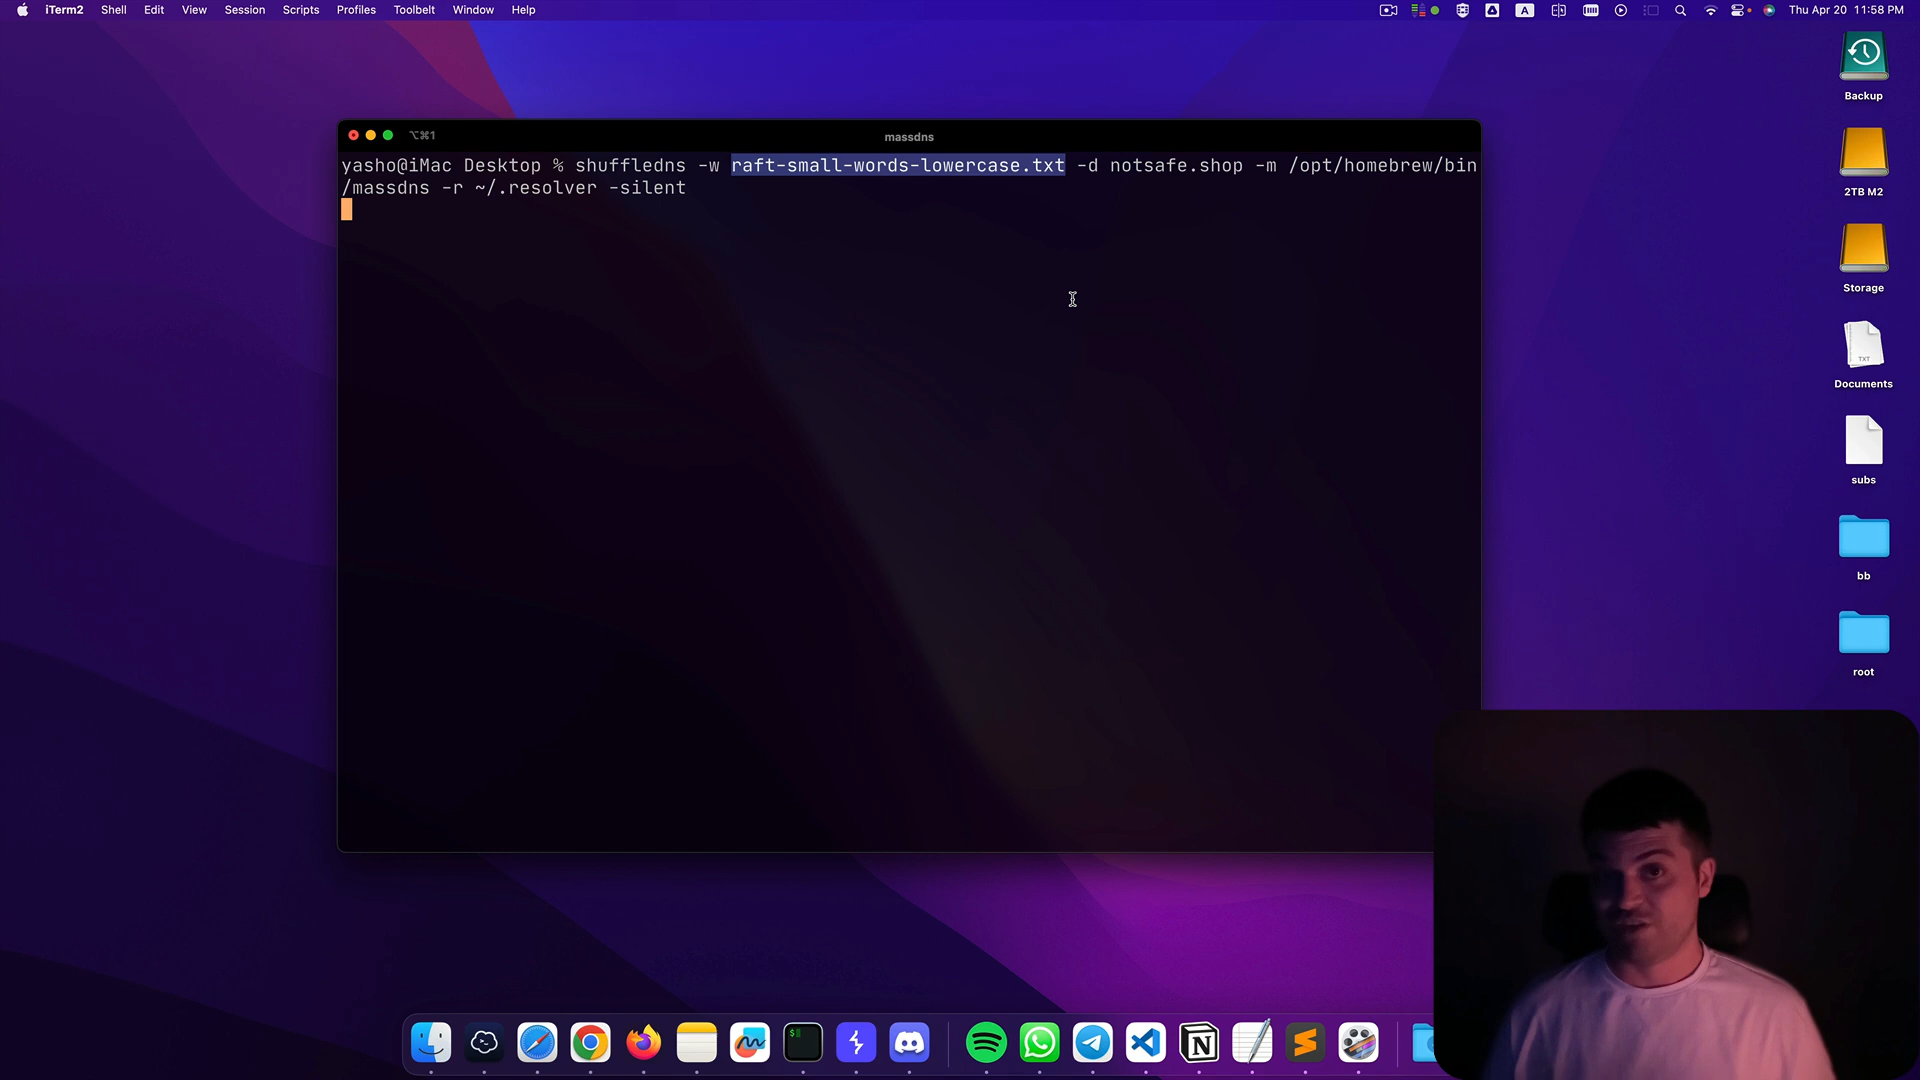 iTerm2 Shell Edit View Session Scripts Profiles Toolbelt Window Help
A
Thu Apr 20 11:58 PM
Backup
2TB M2
Storage
TXT
Documents
subs
bb
root
⌥⌘1
massdns
yasho@iMac Desktop % shuffledns -w raft-small-words-lowercase.txt -d notsafe.shop -m /opt/homebrew/bin
/massdns -r ~/.resolver -silent